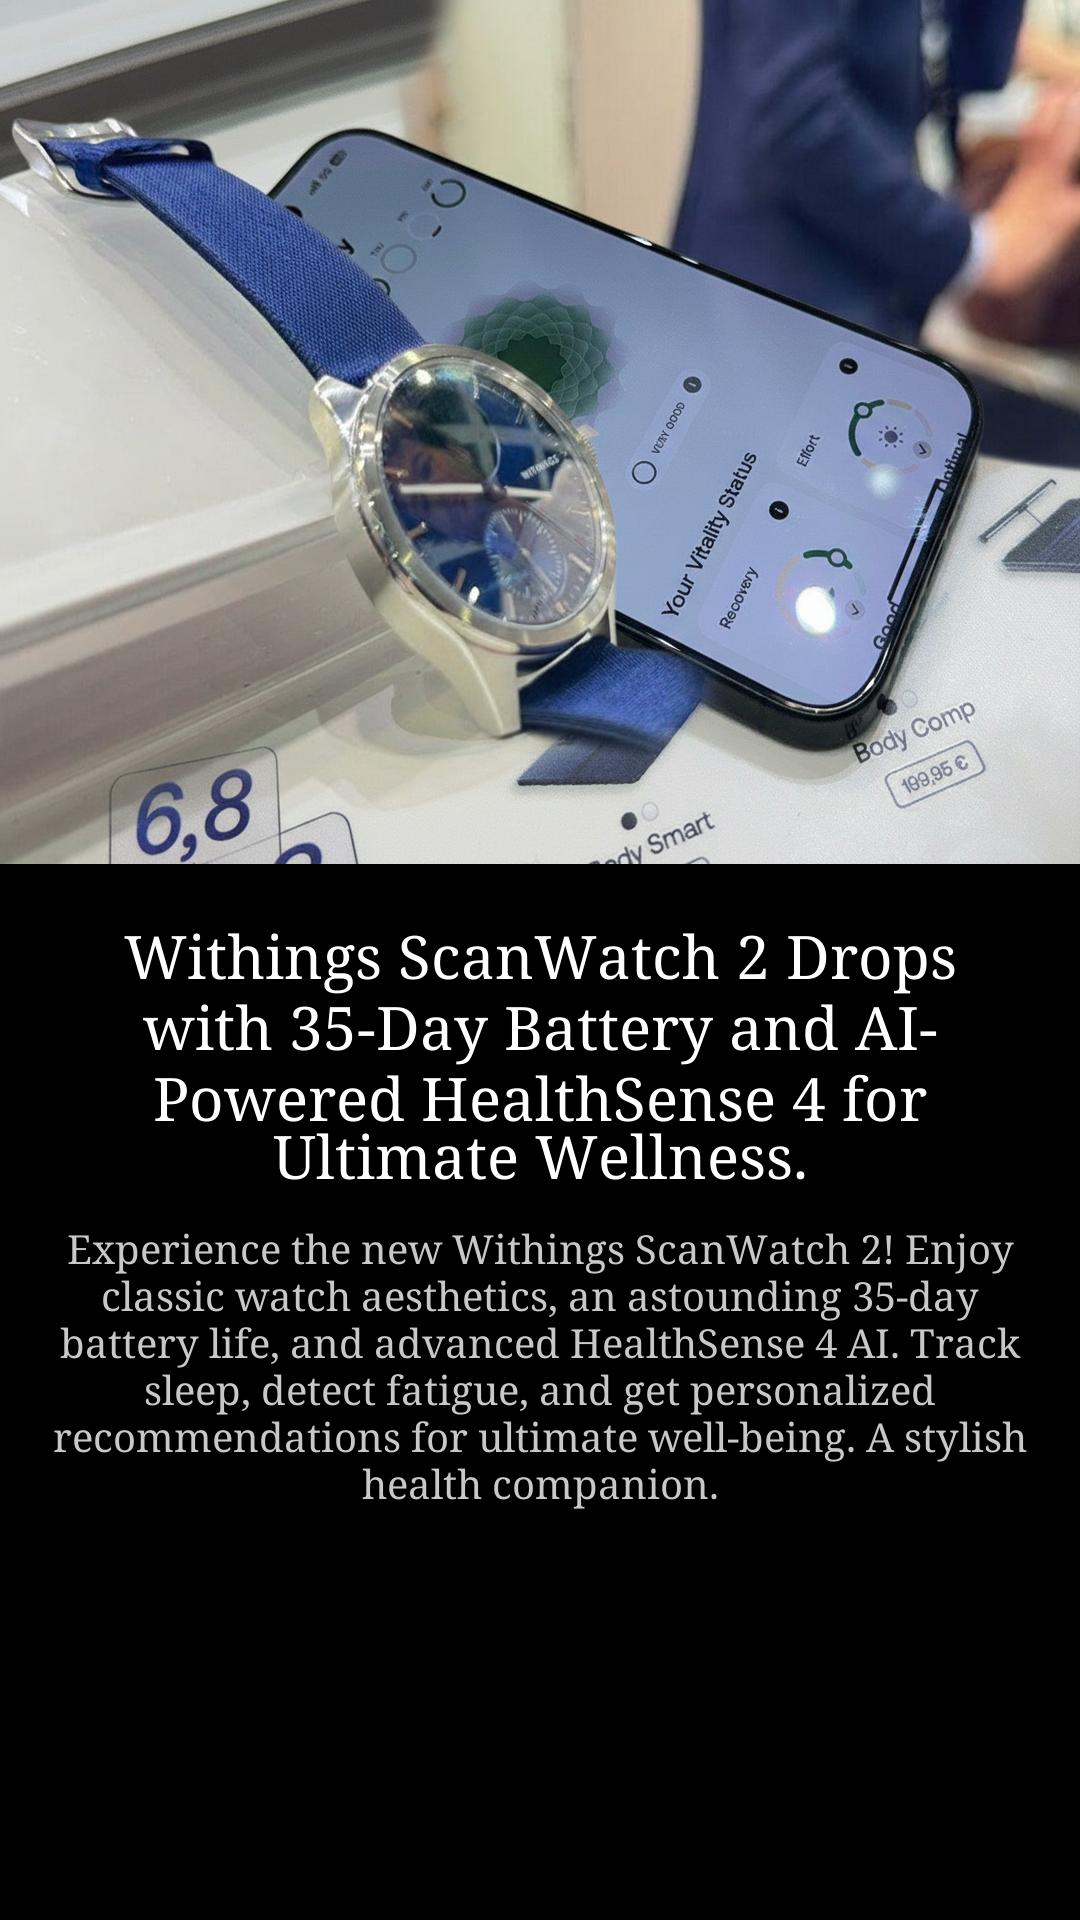 WITHINGS
VERY GOOD
Your Vitality Status
Effort
Optimal
Recovery
Good
Body Comp
199,95 €
6,8
Body Smart
Withings ScanWatch 2 Drops
with 35-Day Battery and AI-
Powered HealthSense 4 for
Ultimate Wellness.
Experience the new Withings ScanWatch 2! Enjoy
classic watch aesthetics, an astounding 35-day
battery life, and advanced HealthSense 4 AI. Track
sleep, detect fatigue, and get personalized
recommendations for ultimate well-being. A stylish
health companion.